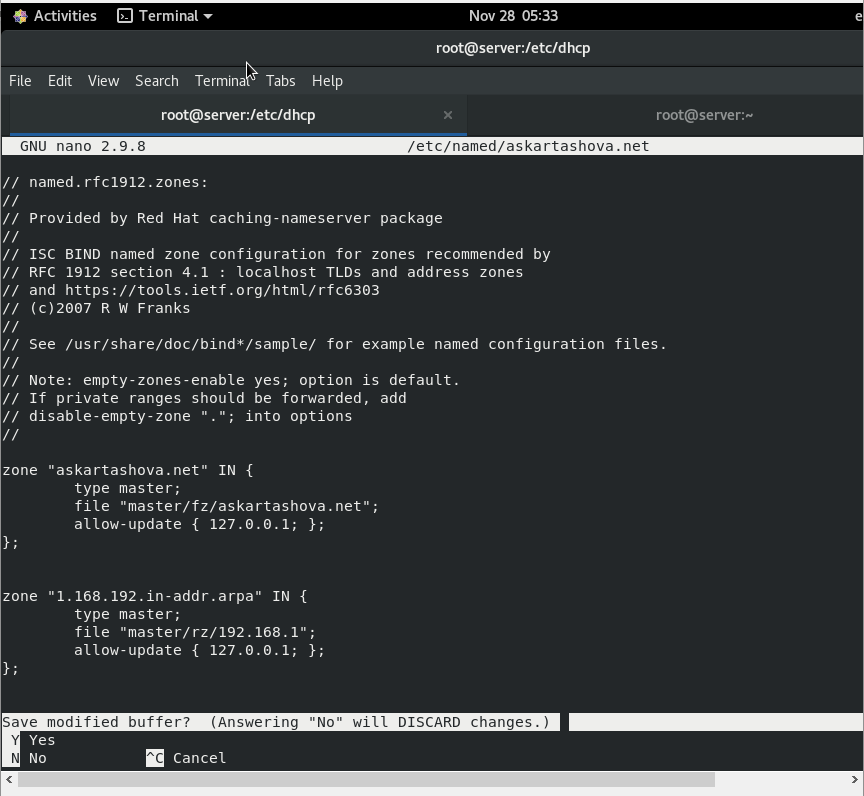 Activities Terminal Nov 28 05:33 e
root@server:/etc/dhcp
File Edit View Search Terminal Tabs Help
root@server:/etc/dhcp × root@server:~
GNU nano 2.9.8 /etc/named/askartashova.net
// named.rfc1912.zones:
//
// Provided by Red Hat caching-nameserver package
//
// ISC BIND named zone configuration for zones recommended by
// RFC 1912 section 4.1 : localhost TLDs and address zones
// and https://tools.ietf.org/html/rfc6303
// (c)2007 R W Franks
//
// See /usr/share/doc/bind*/sample/ for example named configuration files.
//
// Note: empty-zones-enable yes; option is default.
// If private ranges should be forwarded, add
// disable-empty-zone "."; into options
//
zone "askartashova.net" IN {
type master;
file "master/fz/askartashova.net";
allow-update { 127.0.0.1; };
};
zone "1.168.192.in-addr.arpa" IN {
type master;
file "master/rz/192.168.1";
allow-update { 127.0.0.1; };
};
Save modified buffer? (Answering "No" will DISCARD changes.)
Y Yes
N No ^C Cancel